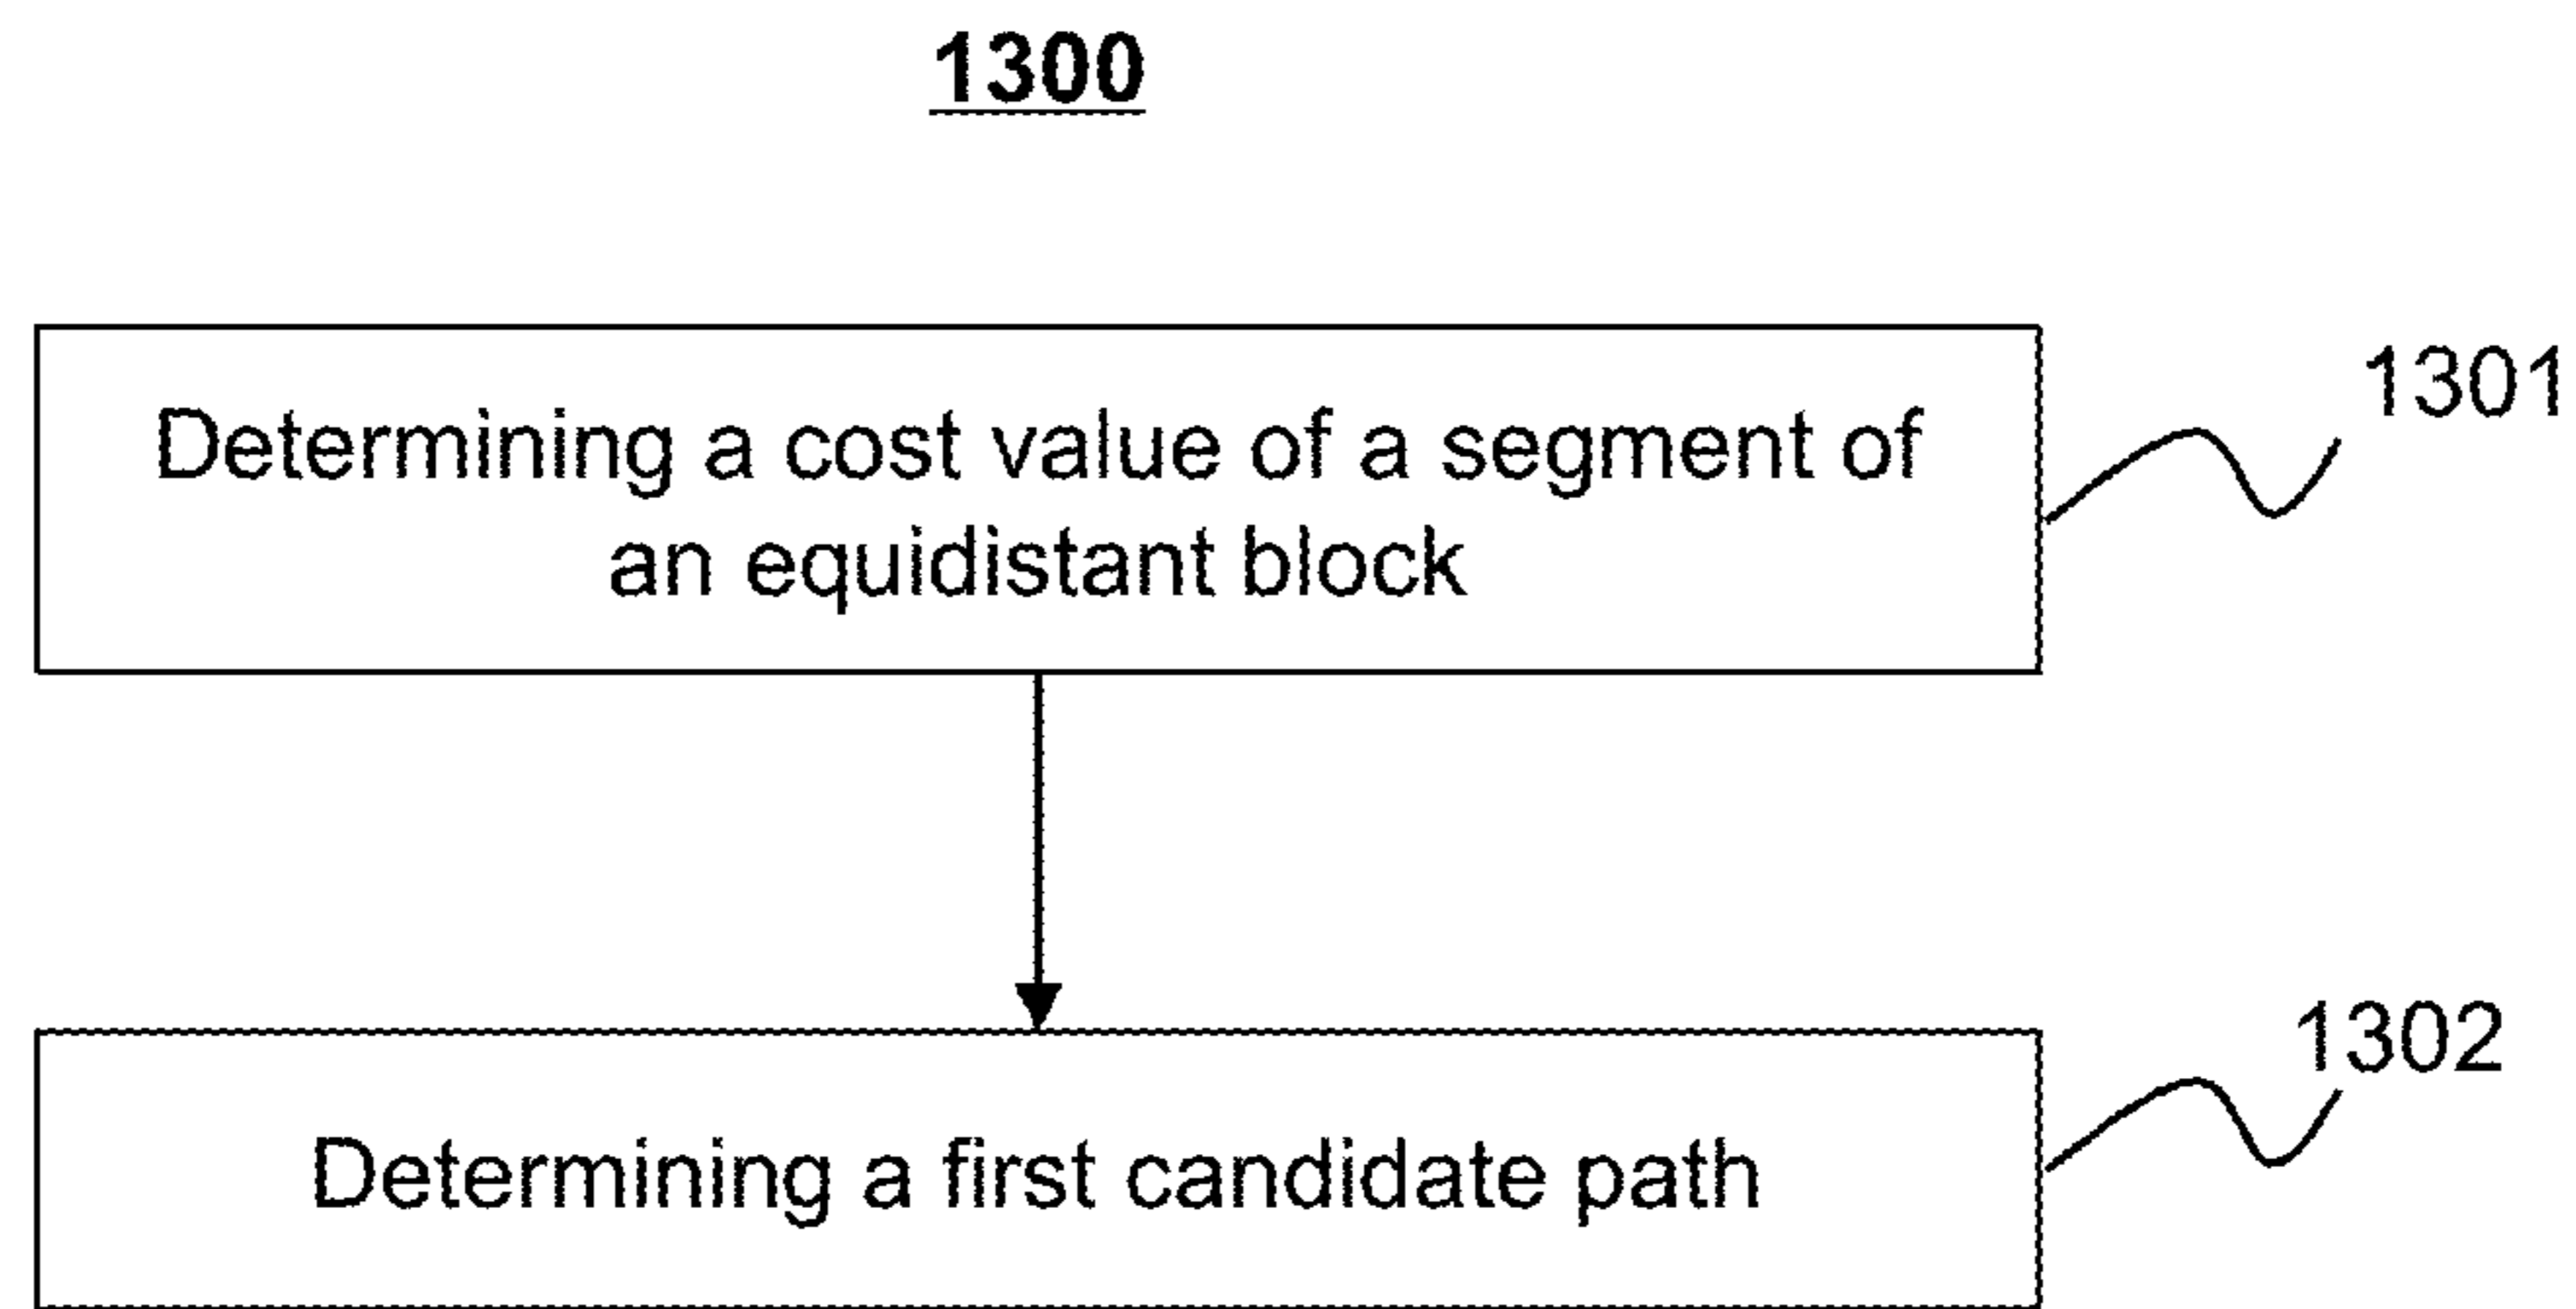 1300
Determining a cost value of a segment of
an equidistant block
1301
Determining a first candidate path
1302